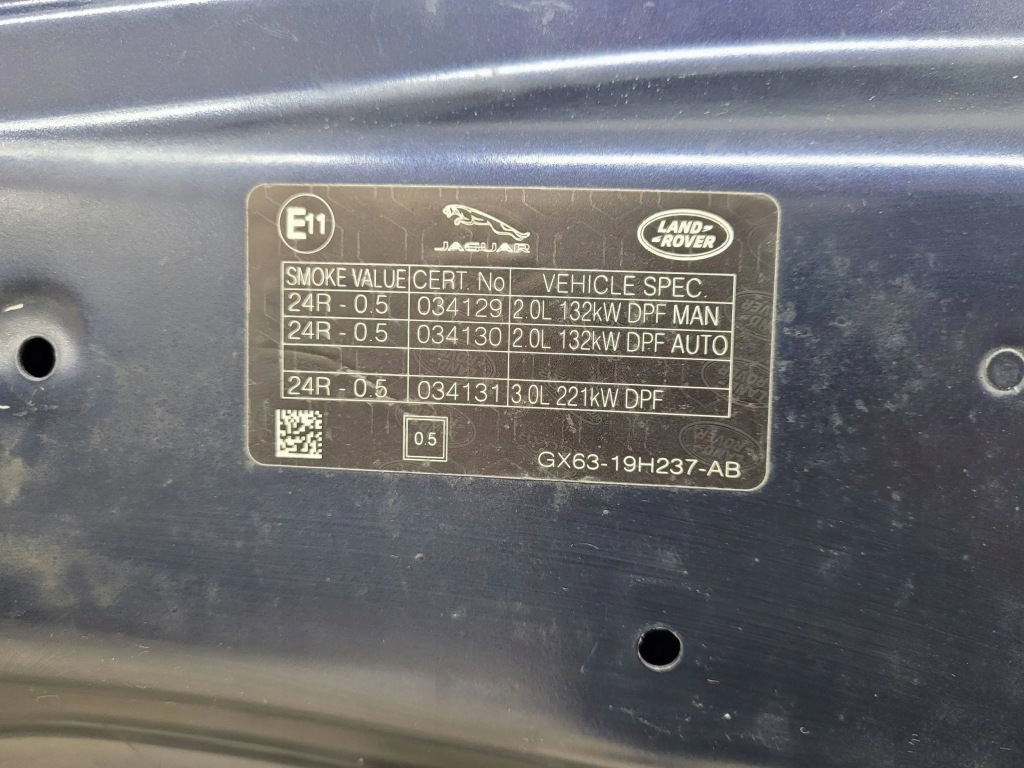 E11
JAGUAR
LAND
ROVER
SMOKE VALUE CERT. No VEHICLE SPEC.
24R - 0.5 034129 2.0L 132kW DPF MAN
24R - 0.5 034130 2.0L 132kW DPF AUTO
24R - 0.5 034131 3.0L 221kW DPF
0.5
GX63-19H237-AB